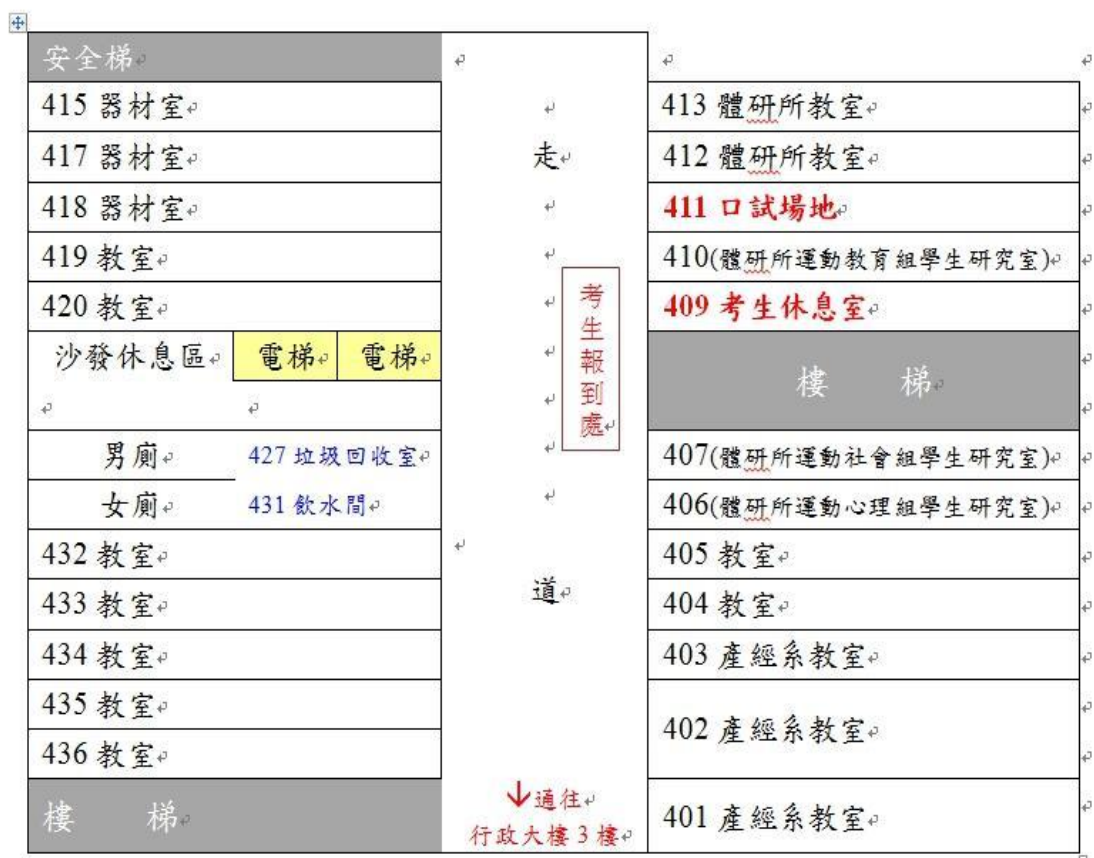 安全梯
415 器材室
417 器材室
418 器材室
419 教室
420 教室
沙發休息區 電梯 電梯
男廁 427 垃圾回收室
女廁 431 飲水間
432 教室
433 教室
434 教室
435 教室
436 教室
樓 梯
走
道
考生報到處
↓通往
行政大樓 3 樓
413 體研所教室
412 體研所教室
411 口試場地
410(體研所運動教育組學生研究室)
409 考生休息室
樓 梯
407(體研所運動社會組學生研究室)
406(體研所運動心理組學生研究室)
405 教室
404 教室
403 產經系教室
402 產經系教室
401 產經系教室